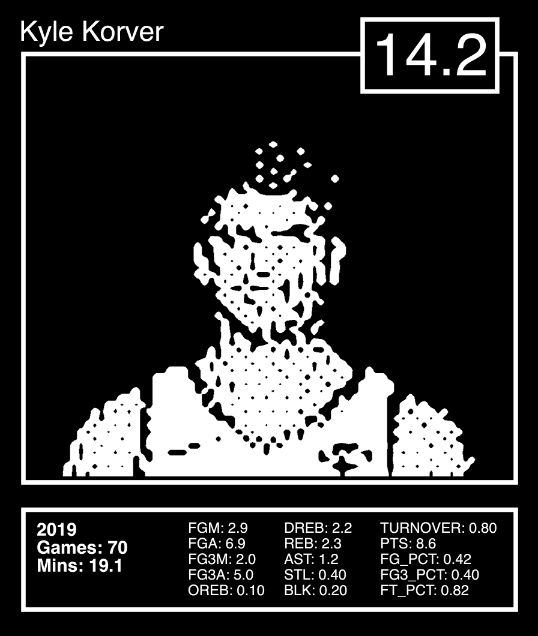 Kyle Korver
14.2
2019
Games: 70
Mins: 19.1
FGM: 2.9
FGA: 6.9
FG3M: 2.0
FG3A: 5.0
OREB: 0.10
DREB: 2.2
REB: 2.3
AST: 1.2
STL: 0.40
BLK: 0.20
TURNOVER: 0.80
PTS: 8.6
FG_PCT: 0.42
FG3_PCT: 0.40
FT_PCT: 0.82